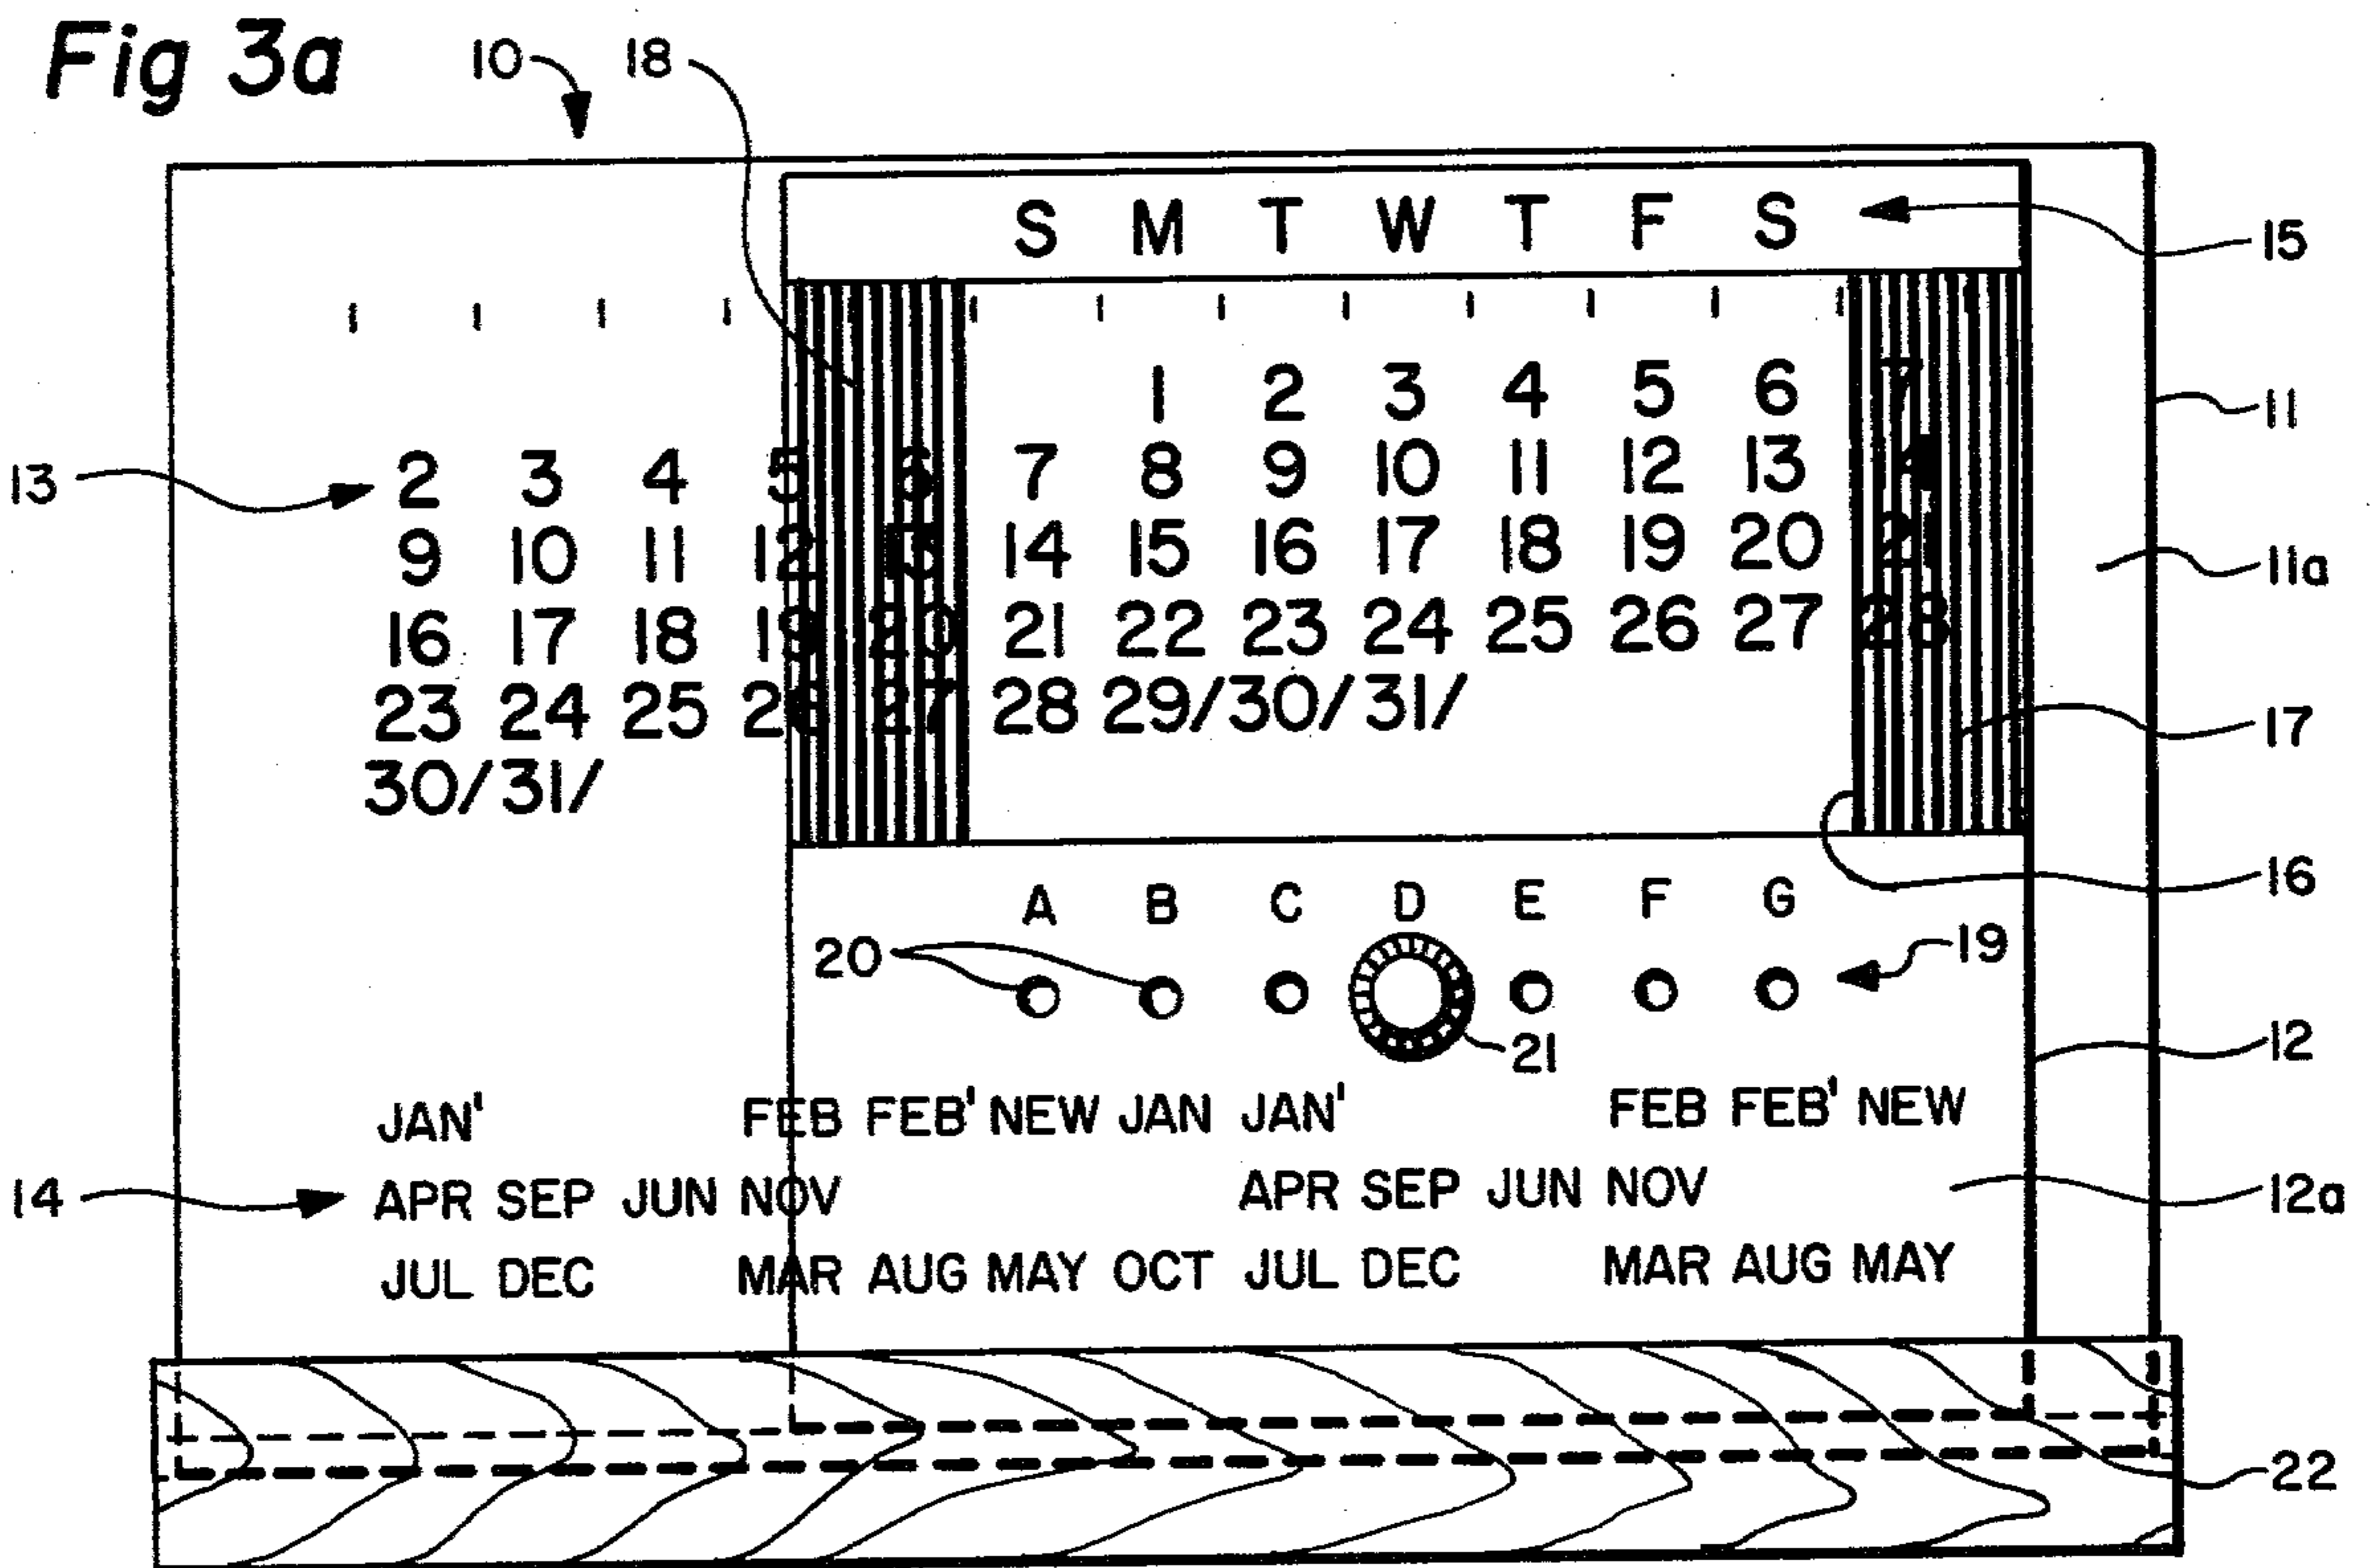 Fig 3a 10 18
S M T W T F S 15
1 2 3 4 5 6 7 11
13 2 3 4 5 6 7 8 9 10 11 12 13
9 10 11 12 13 14 15 16 17 18 19 20 21 11a
16 17 18 19 20 21 22 23 24 25 26 27 28
23 24 25 26 27 28 29/ 30/ 31/ 17
30/ 31/
16
A B C D E F G
20 19
21 12
JAN' FEB FEB' NEW JAN JAN' FEB FEB' NEW
14 APR SEP JUN NOV APR SEP JUN NOV 12a
JUL DEC MAR AUG MAY OCT JUL DEC MAR AUG MAY
22